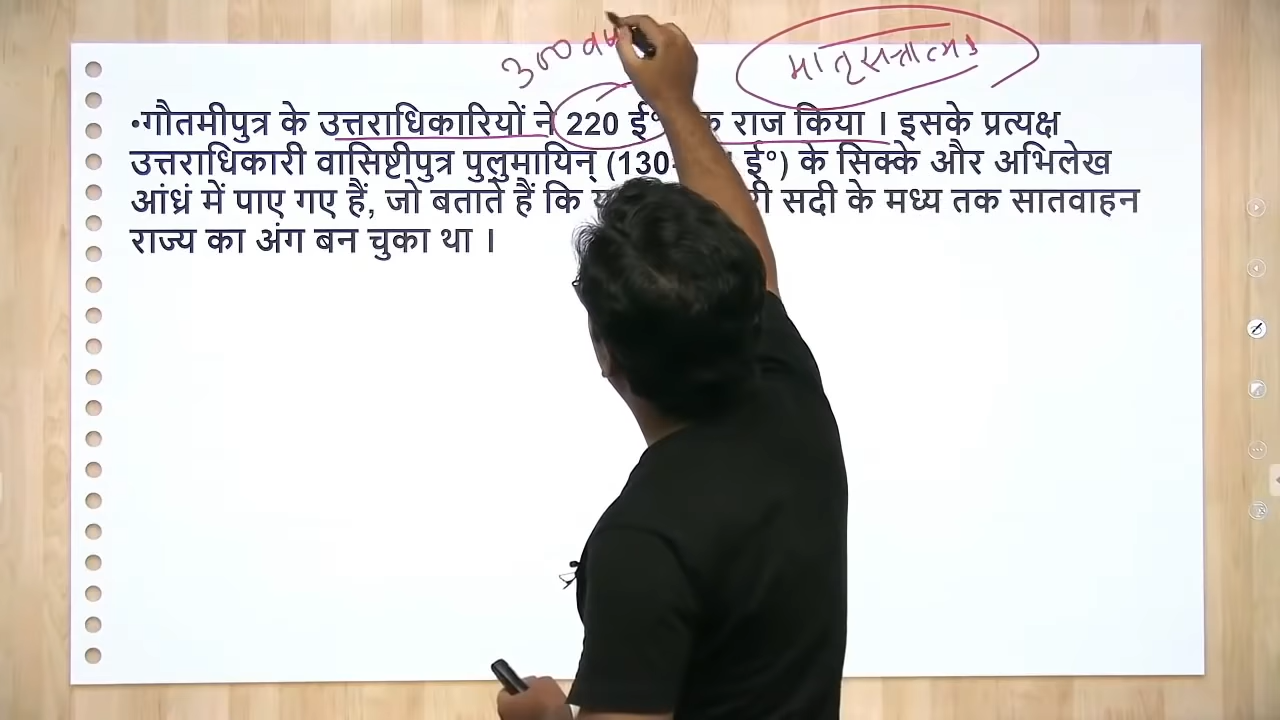 300 वर्ष
मातृसत्तात्मक
•गौतमीपुत्र के उत्तराधिकारियों ने 220 ई° राज किया । इसके प्रत्यक्ष
उत्तराधिकारी वासिष्टीपुत्र पुलुमायिन् (130- ई°) के सिक्के और अभिलेख
आंध्रं में पाए गए हैं, जो बताते हैं कि सदी के मध्य तक सातवाहन
राज्य का अंग बन चुका था ।